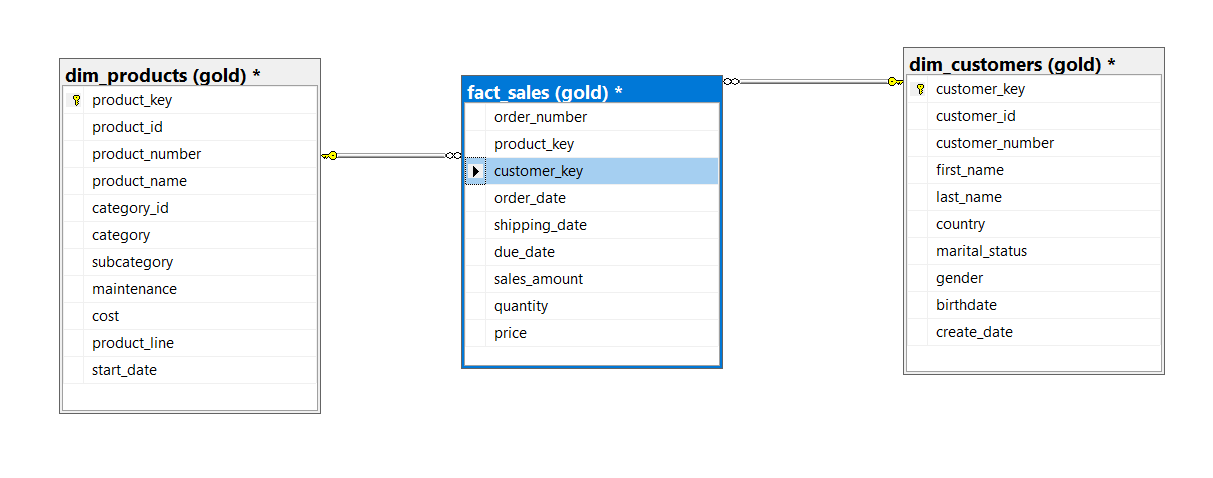 dim_products (gold) *
product_key
product_id
product_number
product_name
category_id
category
subcategory
maintenance
cost
product_line
start_date
fact_sales (gold) *
order_number
product_key
customer_key
order_date
shipping_date
due_date
sales_amount
quantity
price
dim_customers (gold) *
customer_key
customer_id
customer_number
first_name
last_name
country
marital_status
gender
birthdate
create_date